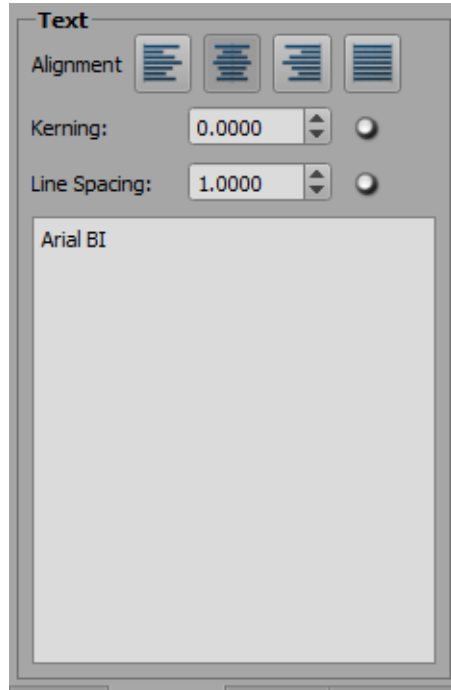 Text
Alignment
Kerning: 0.0000
Line Spacing: 1.0000
Arial BI